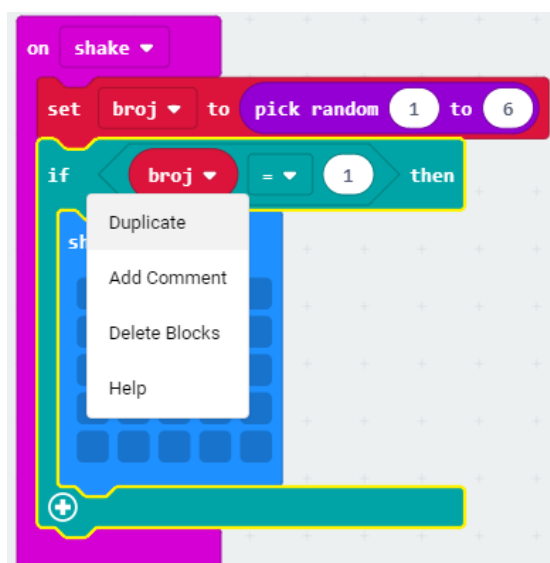 on shake
set broj to pick random 1 to 6
if broj = 1 then
sh
Duplicate
Add Comment
Delete Blocks
Help